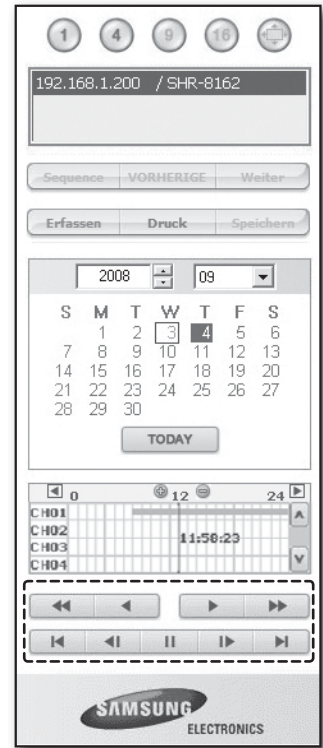 1 4 9 16
192.168.1.200 / SHR-8162
Sequence VORHERIGE Weiter
Erfassen Druck Speichern
2008 09
S M T W T F S
1 2 3 4 5 6
7 8 9 10 11 12 13
14 15 16 17 18 19 20
21 22 23 24 25 26 27
28 29 30
TODAY
0 12 24
CH01
CH02
11:58:23
CH03
CH04
SAMSUNG
ELECTRONICS